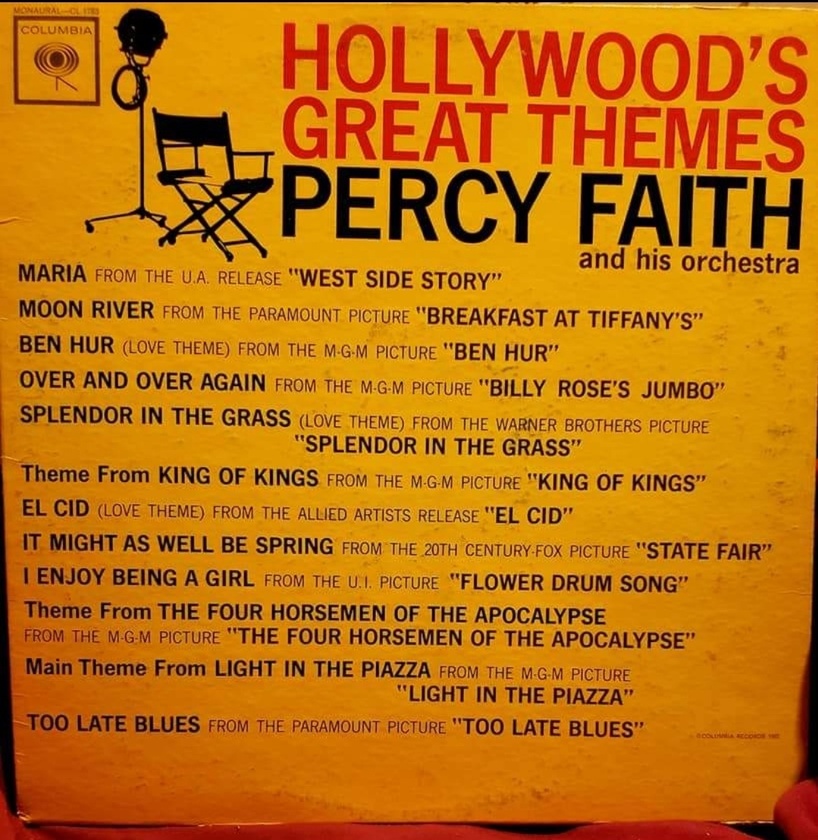 MONAURAL—CL 1783
COLUMBIA
HOLLYWOOD'S
GREAT THEMES
PERCY FAITH
and his orchestra
MARIA FROM THE U.A. RELEASE "WEST SIDE STORY"
MOON RIVER FROM THE PARAMOUNT PICTURE "BREAKFAST AT TIFFANY'S"
BEN HUR (LOVE THEME) FROM THE M-G-M PICTURE "BEN HUR"
OVER AND OVER AGAIN FROM THE M-G-M PICTURE "BILLY ROSE'S JUMBO"
SPLENDOR IN THE GRASS (LOVE THEME) FROM THE WARNER BROTHERS PICTURE
"SPLENDOR IN THE GRASS"
Theme From KING OF KINGS FROM THE M-G-M PICTURE "KING OF KINGS"
EL CID (LOVE THEME) FROM THE ALLIED ARTISTS RELEASE "EL CID"
IT MIGHT AS WELL BE SPRING FROM THE 20TH CENTURY-FOX PICTURE "STATE FAIR"
I ENJOY BEING A GIRL FROM THE U.I. PICTURE "FLOWER DRUM SONG"
Theme From THE FOUR HORSEMEN OF THE APOCALYPSE
FROM THE M-G-M PICTURE "THE FOUR HORSEMEN OF THE APOCALYPSE"
Main Theme From LIGHT IN THE PIAZZA FROM THE M-G-M PICTURE
"LIGHT IN THE PIAZZA"
TOO LATE BLUES FROM THE PARAMOUNT PICTURE "TOO LATE BLUES"
©COLUMBIA RECORDS